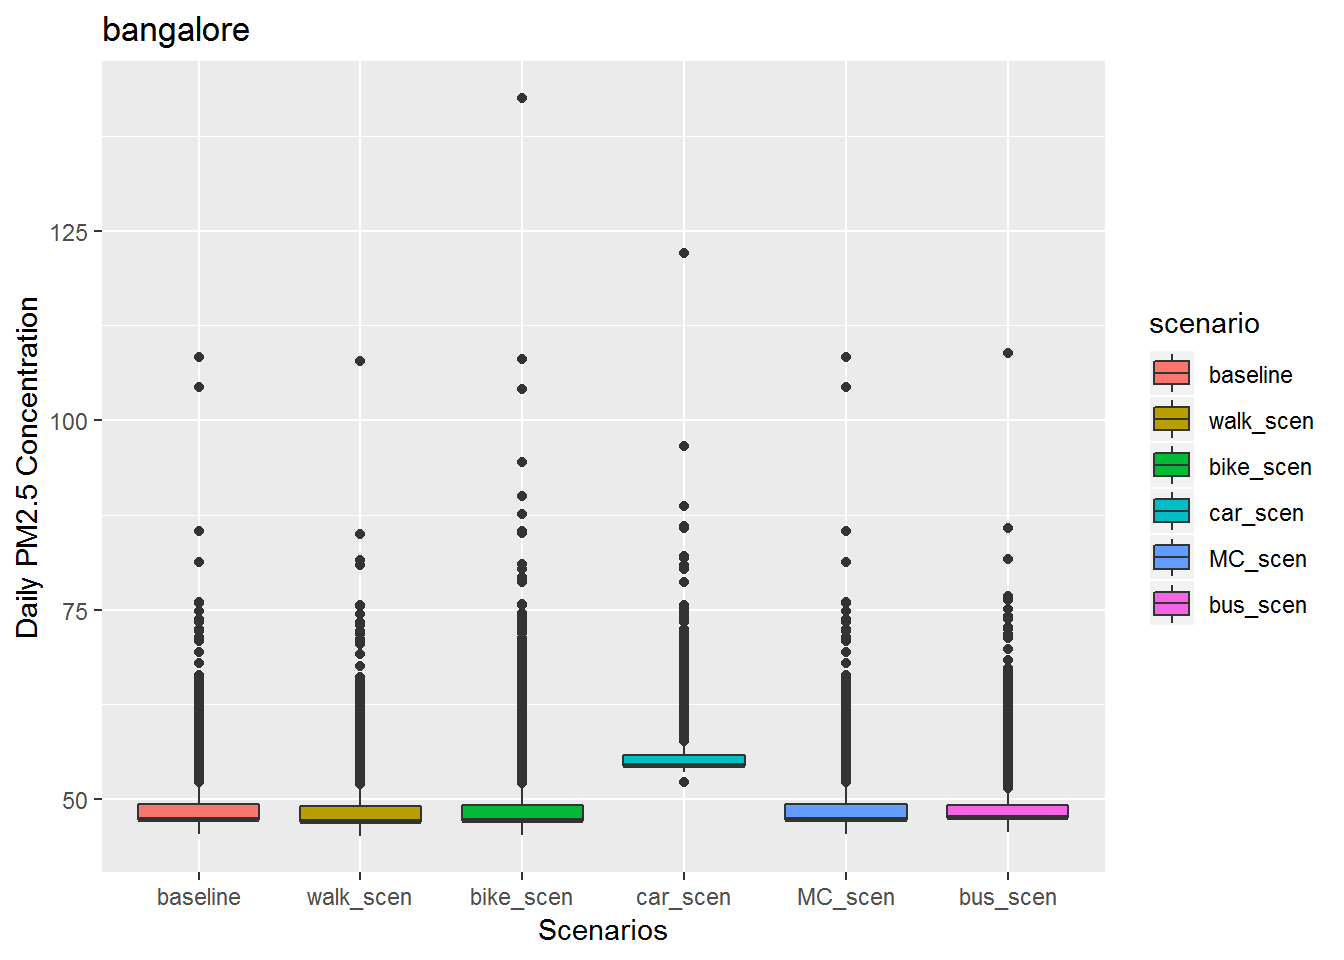 bangalore
125
100
75
50
Daily PM2.5 Concentration
baseline walk_scen bike_scen car_scen MC_scen bus_scen
Scenarios
scenario
baseline
walk_scen
bike_scen
car_scen
MC_scen
bus_scen